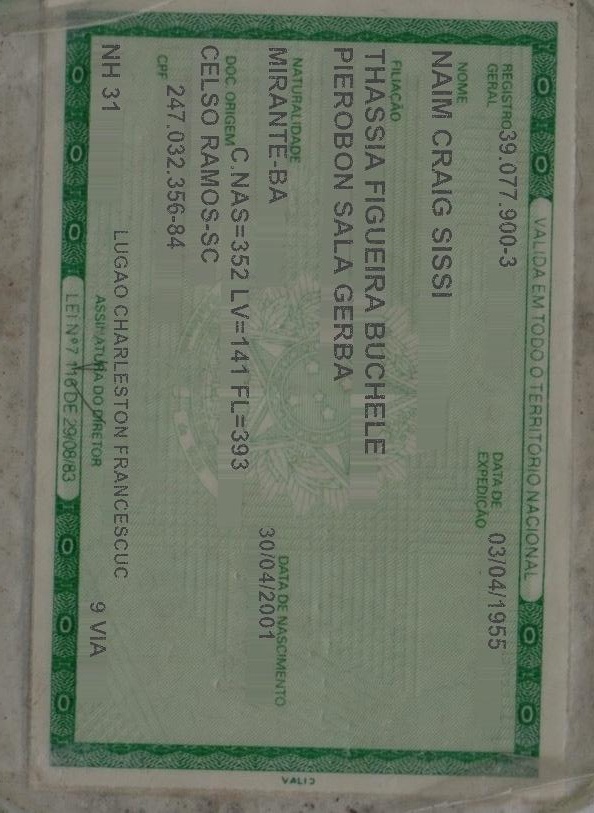 VALIDA EM TODO O TERRITÓRIO NACIONAL
REGISTRO GERAL 39.077.900-3 DATA DE EXPEDIÇÃO 03/04/1955
NOME
NAIM CRAIG SISSI
FILIAÇÃO
THASSIA FIGUEIRA BUCHELE
PIEROBON SALA GERBA
NATURALIDADE DATA DE NASCIMENTO
MIRANTE-BA 30/04/2001
DOC. ORIGEM C.NAS=352 LV=141 FL=393
CELSO RAMOS-SC
CPF 247.032.356-84
NH 31 LUGAO CHARLESTON FRANCESCUC 9 VIA
ASSINATURA DO DIRETOR
LEI Nº 7.116 DE 29/08/83